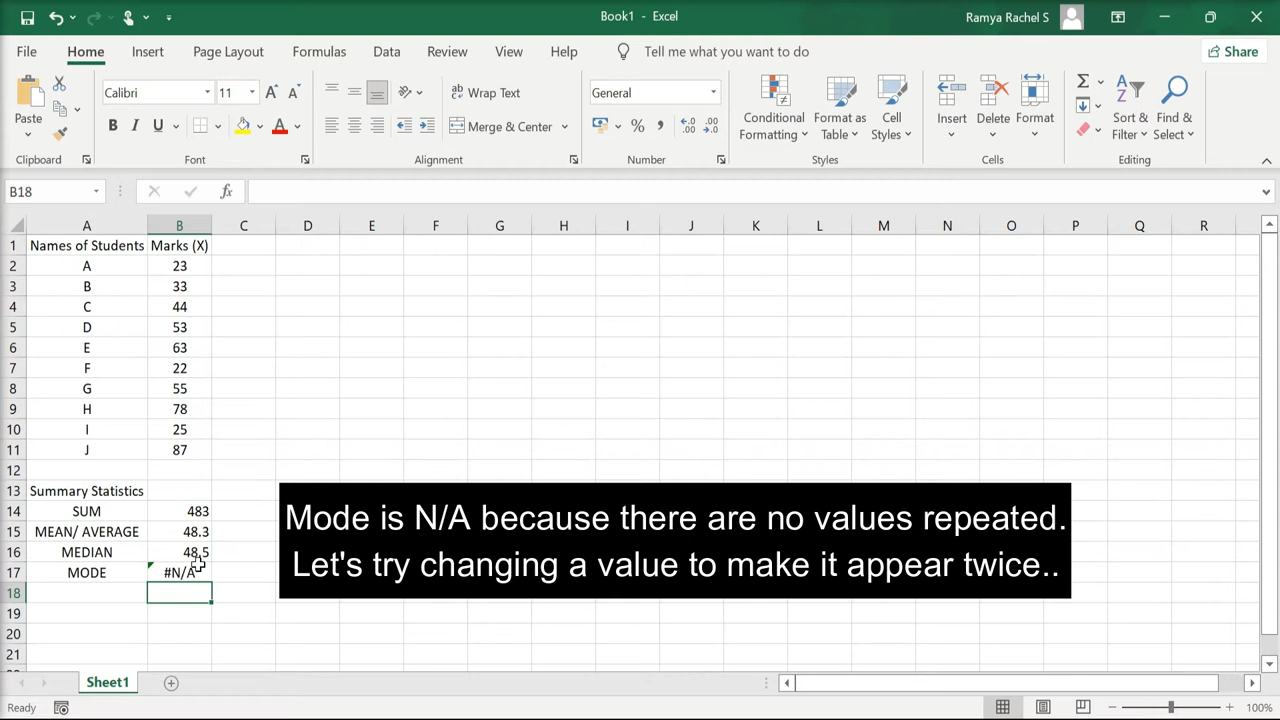 Book1 - Excel
Ramya Rachel S
File Home Insert Page Layout Formulas Data Review View Help Tell me what you want to do Share
Paste
Calibri 11
B I U A
Wrap Text
Merge & Center
General
% ,
Conditional Formatting
Format as Table
Cell Styles
Insert Delete Format
Sort & Filter
Find & Select
Clipboard Font Alignment Number Styles Cells Editing
B18 fx
A B C D E F G H I J K L M N O P Q R
1 Names of Students Marks (X)
2 A 23
3 B 33
4 C 44
5 D 53
6 E 63
7 F 22
8 G 55
9 H 78
10 I 25
11 J 87
12
13 Summary Statistics
14 SUM 483
15 MEAN/ AVERAGE 48.3
16 MEDIAN 48.5
17 MODE #N/A
18
19
20
21
Mode is N/A because there are no values repeated.
Let's try changing a value to make it appear twice..
Sheet1
Ready 100%